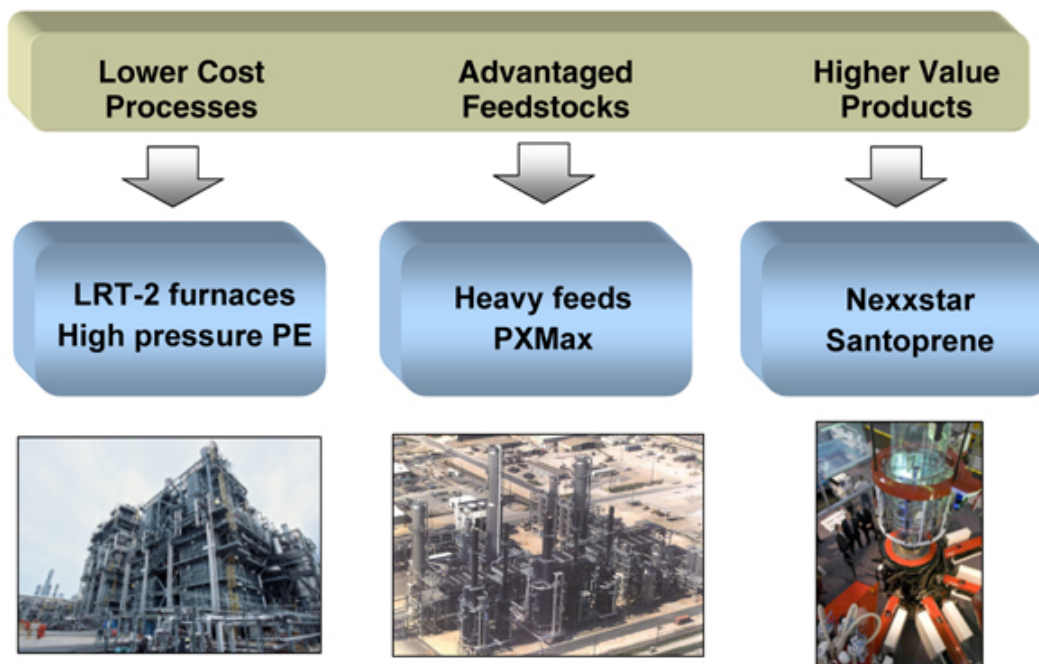 Lower Cost
Processes
Advantaged
Feedstocks
Higher Value
Products
LRT-2 furnaces
High pressure PE
Heavy feeds
PXMax
Nexxstar
Santoprene